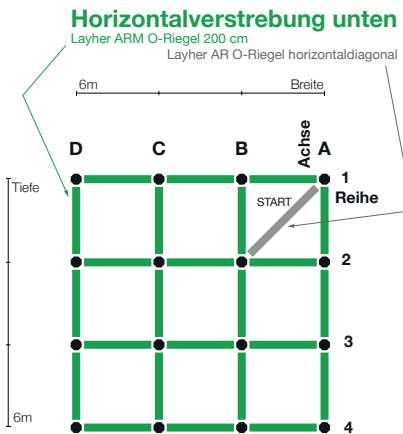 Horizontalverstrebung unten
Layher ARM O-Riegel 200 cm
Layher AR O-Riegel horizontaldiagonal
6m Breite
D C B Achse A
1
Tiefe
START Reihe
2
3
6m
4